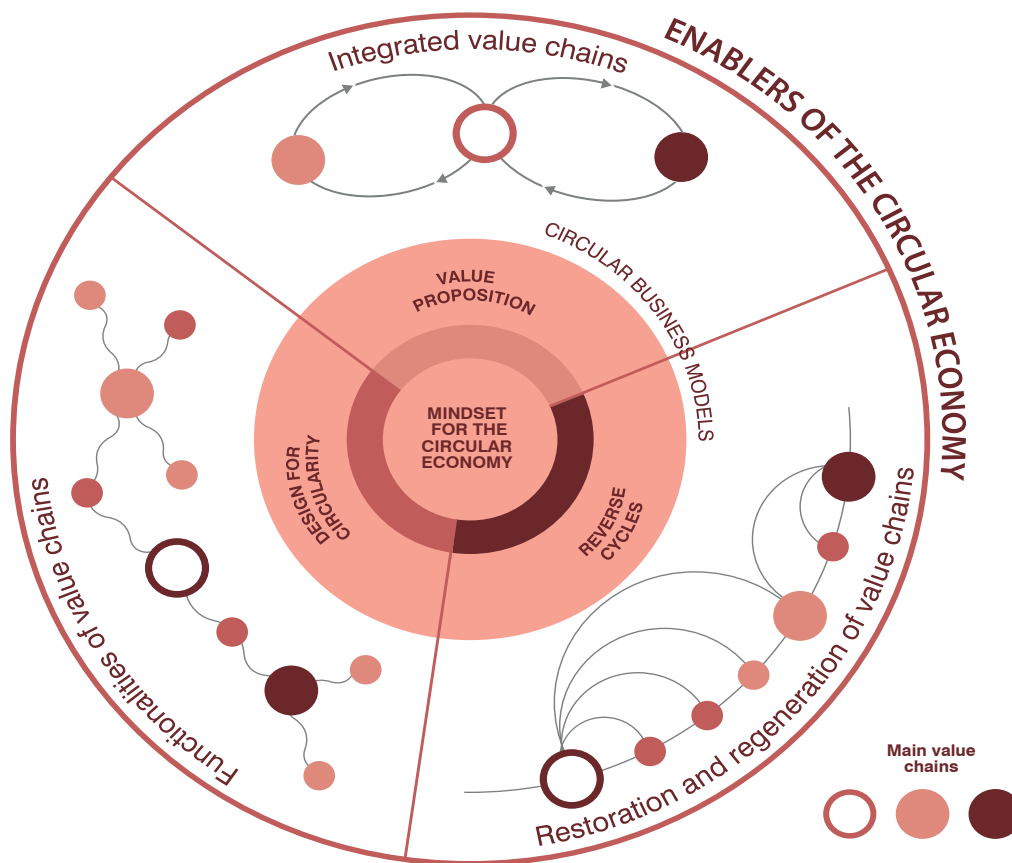 ENABLERS OF THE CIRCULAR ECONOMY
Integrated value chains
CIRCULAR BUSINESS MODELS
VALUE
PROPOSITION
MINDSET
FOR THE
CIRCULAR
ECONOMY
DESIGN FOR
CIRCULARITY
REVERSE
CYCLES
Functionalities of value chains
Restoration and regeneration of value chains
Main value
chains